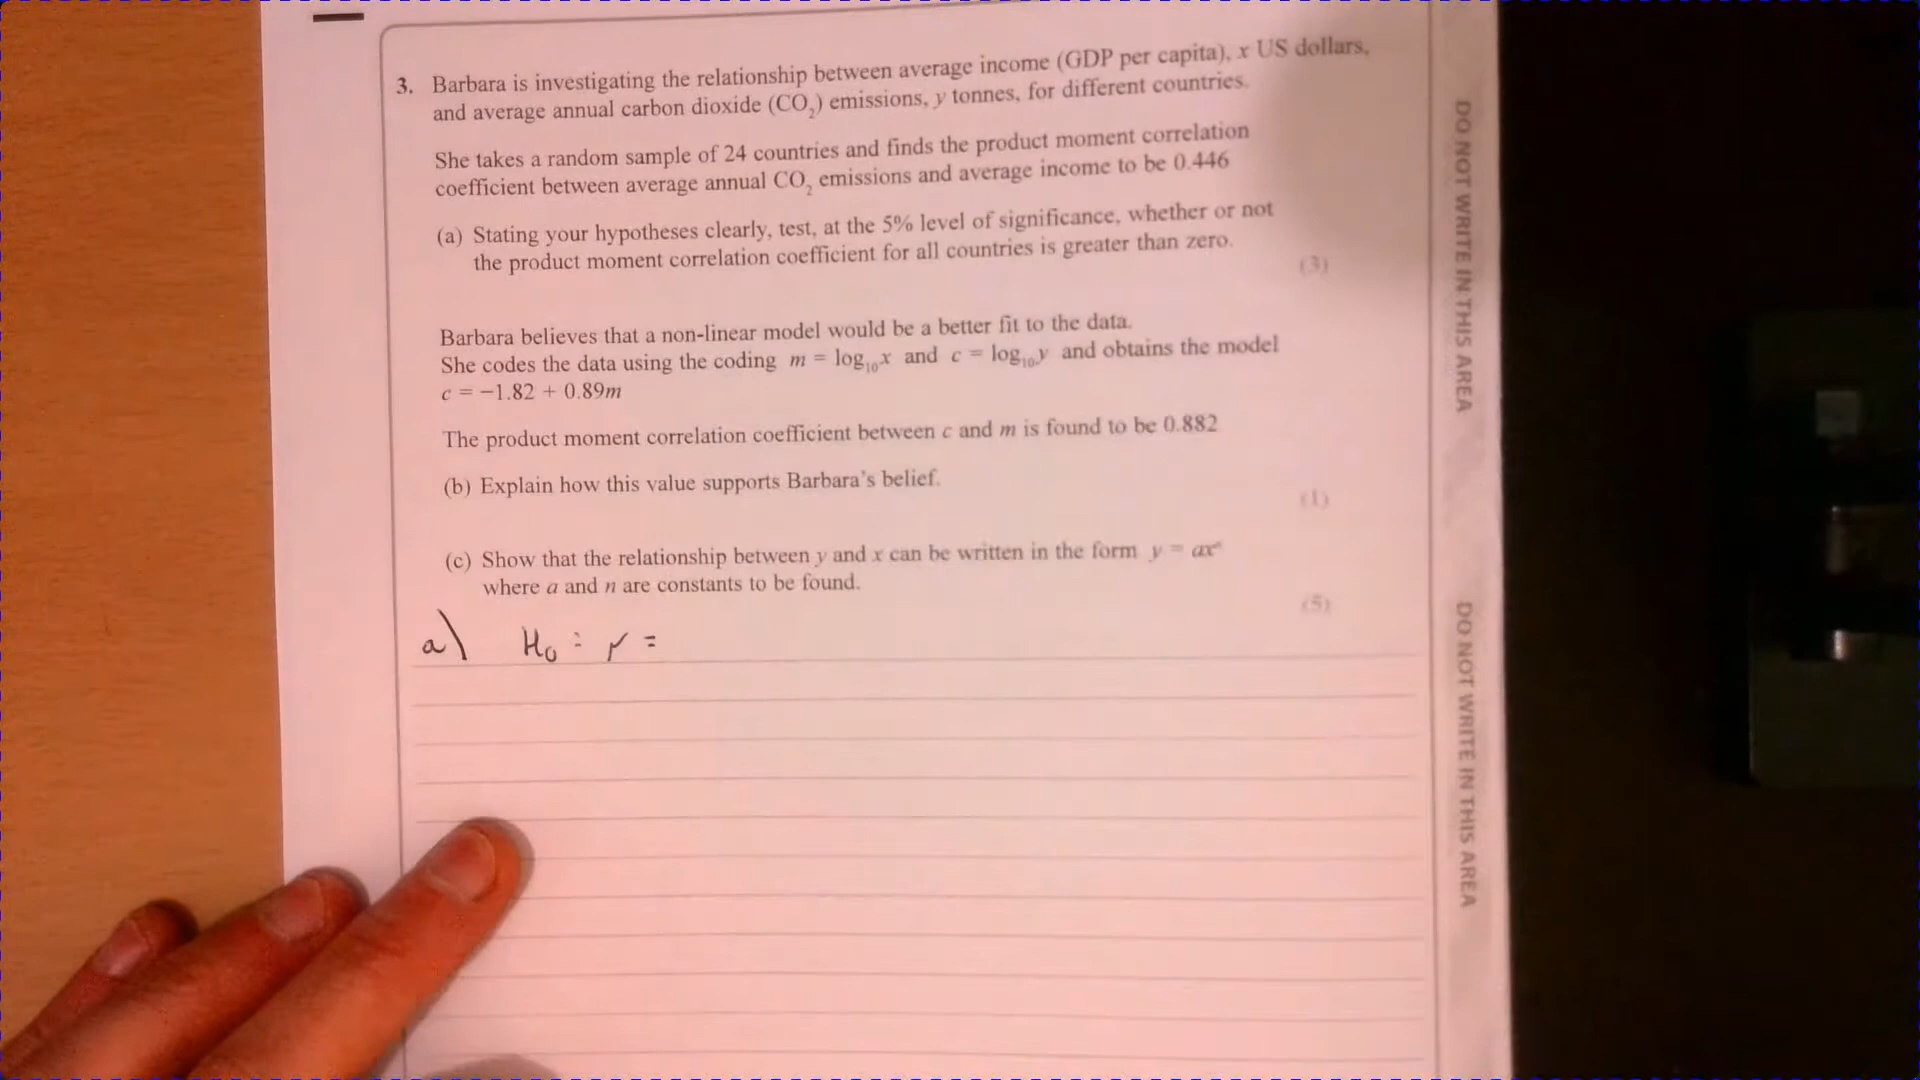 3. Barbara is investigating the relationship between average income (GDP per capita), x US dollars,
and average annual carbon dioxide (CO₂) emissions, y tonnes, for different countries.
She takes a random sample of 24 countries and finds the product moment correlation
coefficient between average annual CO₂ emissions and average income to be 0.446
(a) Stating your hypotheses clearly, test, at the 5% level of significance, whether or not
the product moment correlation coefficient for all countries is greater than zero.
(3)
Barbara believes that a non-linear model would be a better fit to the data.
She codes the data using the coding m = log₁₀x and c = log₁₀y and obtains the model
c = −1.82 + 0.89m
The product moment correlation coefficient between c and m is found to be 0.882
(b) Explain how this value supports Barbara's belief.
(1)
(c) Show that the relationship between y and x can be written in the form y = axⁿ
where a and n are constants to be found.
(5)
a) H₀ : r =
DO NOT WRITE IN THIS AREA
DO NOT WRITE IN THIS AREA